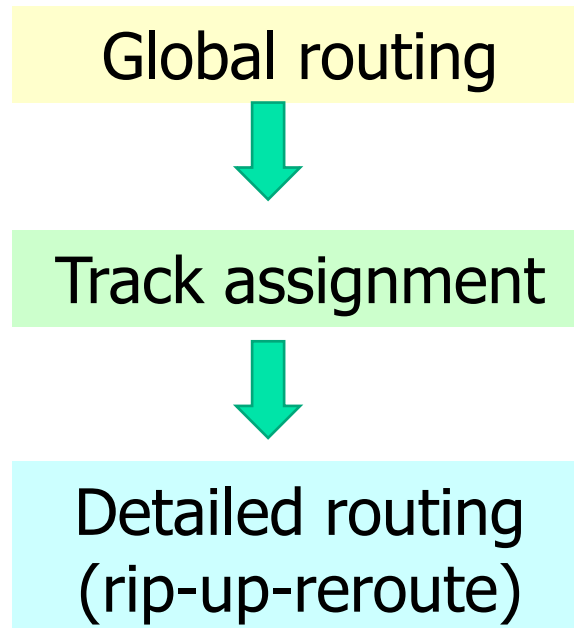 Global routing
Track assignment
Detailed routing
(rip-up-reroute)